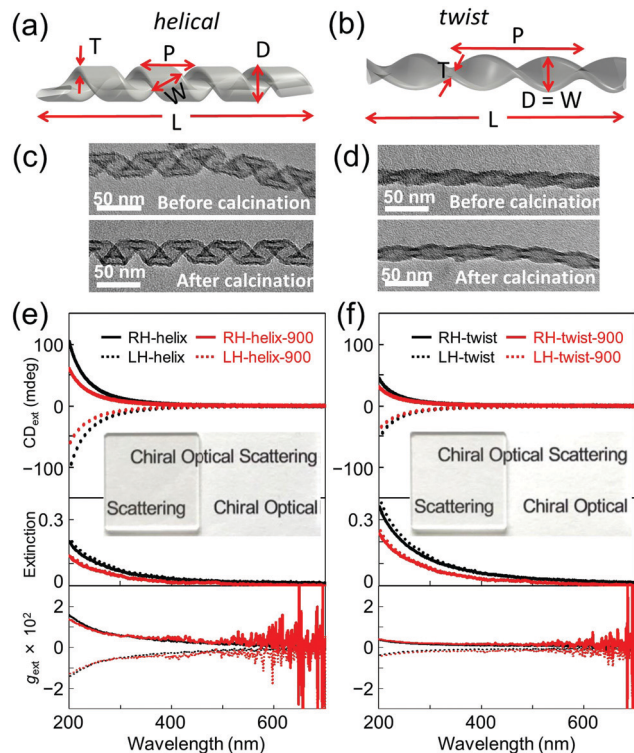 (a) helical
T P D
W
L
(b) twist
P
T
D = W
L
(c)
50 nm Before calcination
50 nm After calcination
(d)
50 nm Before calcination
50 nm After calcination
(e)
RH-helix RH-helix-900
LH-helix LH-helix-900
100
0
−100
CD_ext (mdeg)
Chiral Optical Scattering
Scattering Chiral Optical
0.3
0
Extinction
2
0
−2
g_ext × 10²
200 400 600
Wavelength (nm)
(f)
RH-twist RH-twist-900
LH-twist LH-twist-900
100
0
−100
Chiral Optical Scattering
Scattering Chiral Optical
0.3
0
2
0
−2
200 400 600
Wavelength (nm)